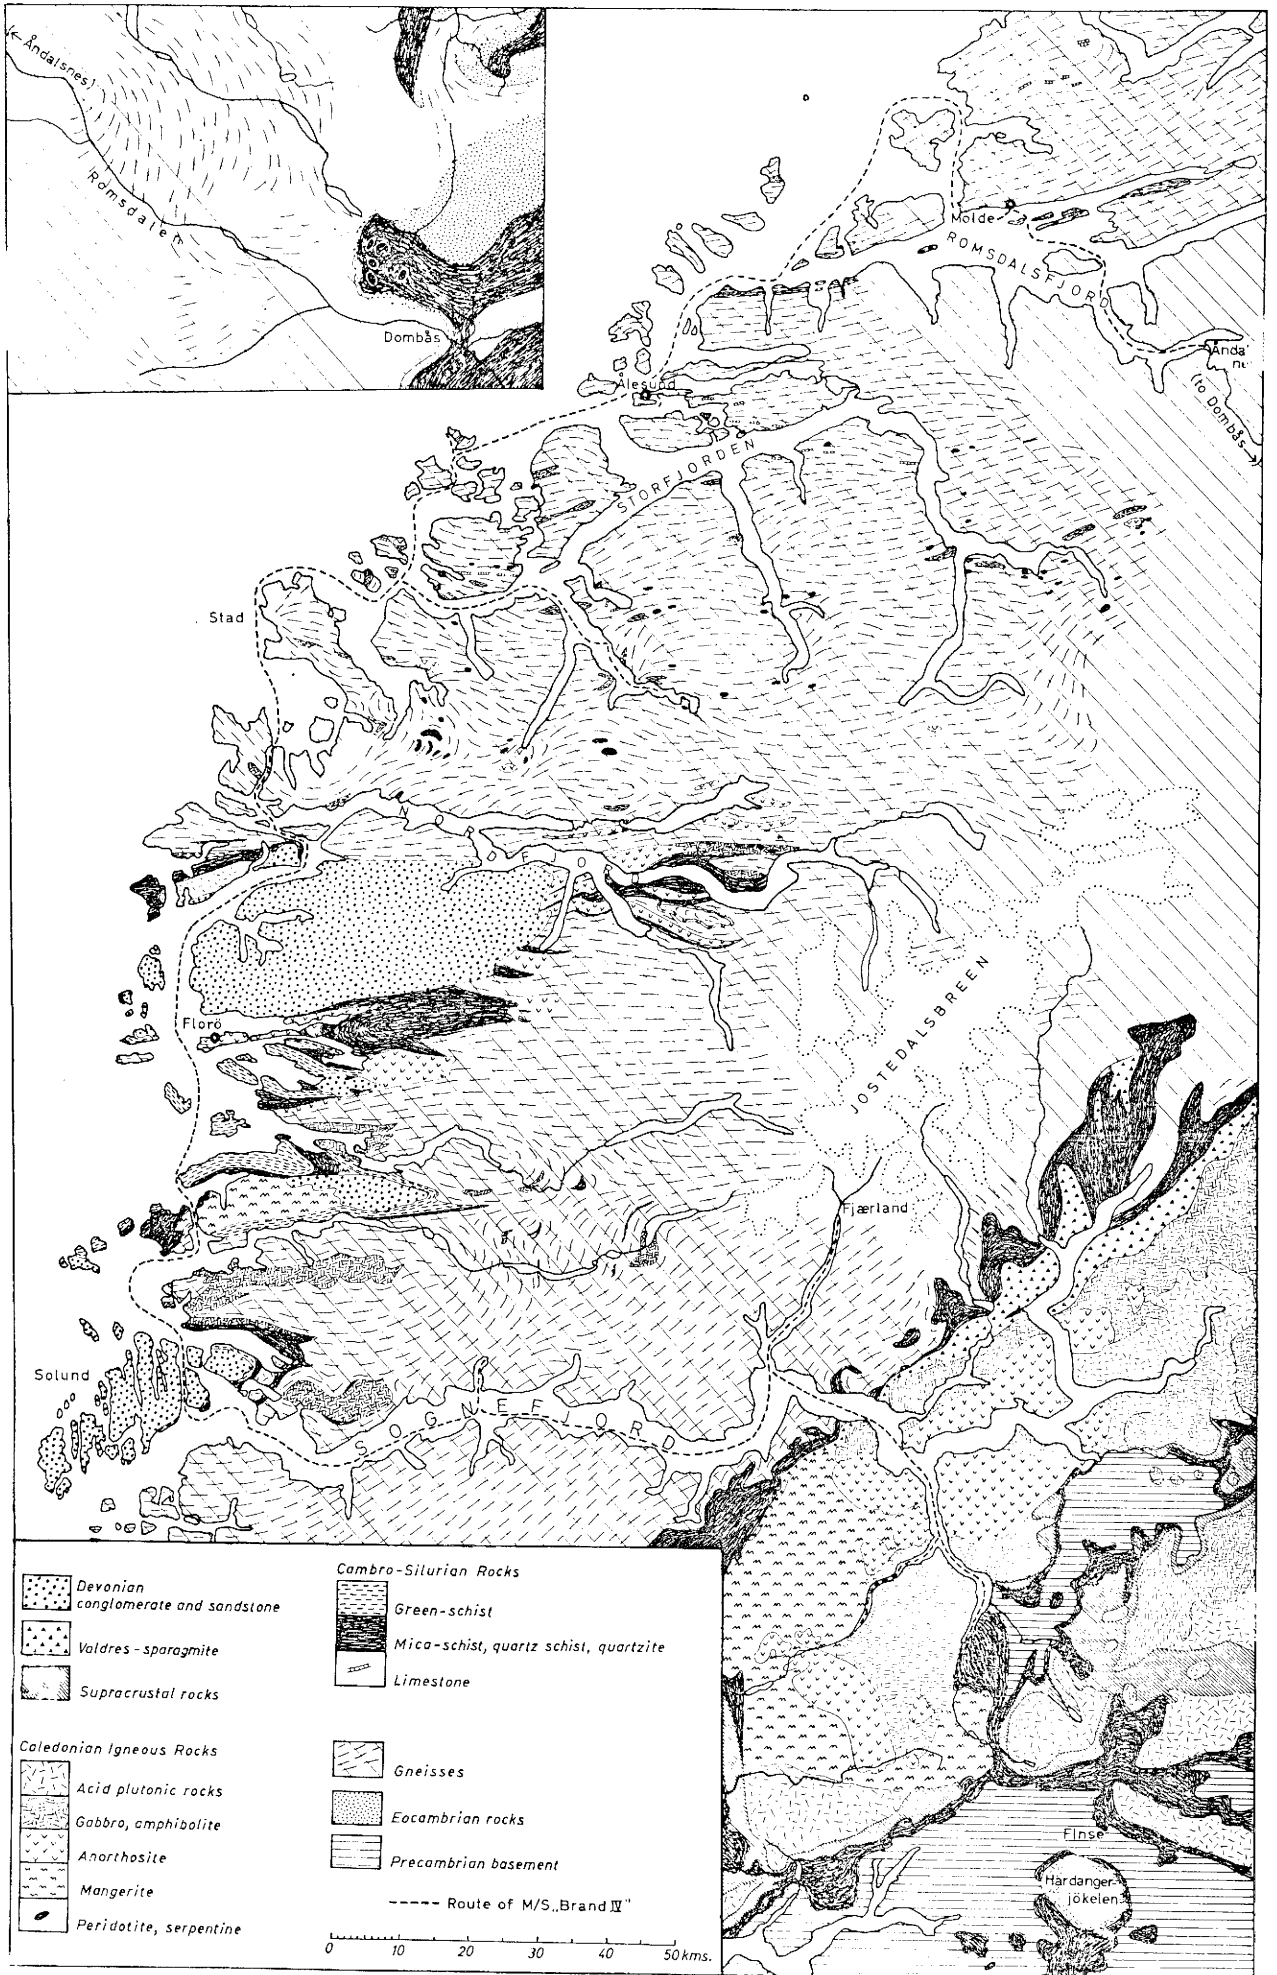 (← Åndalsnes)
Romsdalen
Dombås
Molde
ROMSDALSFJORD
(to Dombås→)
Ålesund
STORFJORDEN
Stad
NORDFJORD
JOSTEDALSBREEN
Florö
Fjærland
Solund
SOGNEFJORD
Finse
Hardanger-
jökelen
Devonian
conglomerate and sandstone
Valdres-sparagmite
Supracrustal rocks
Caledonian Igneous Rocks
Acid plutonic rocks
Gabbro, amphibolite
Anorthosite
Mangerite
Peridotite, serpentine
Cambro-Silurian Rocks
Green-schist
Mica-schist, quartz schist, quartzite
Limestone
Gneisses
Eocambrian rocks
Precambrian basement
Route of M/S „Brand IV"
0 10 20 30 40 50 kms.